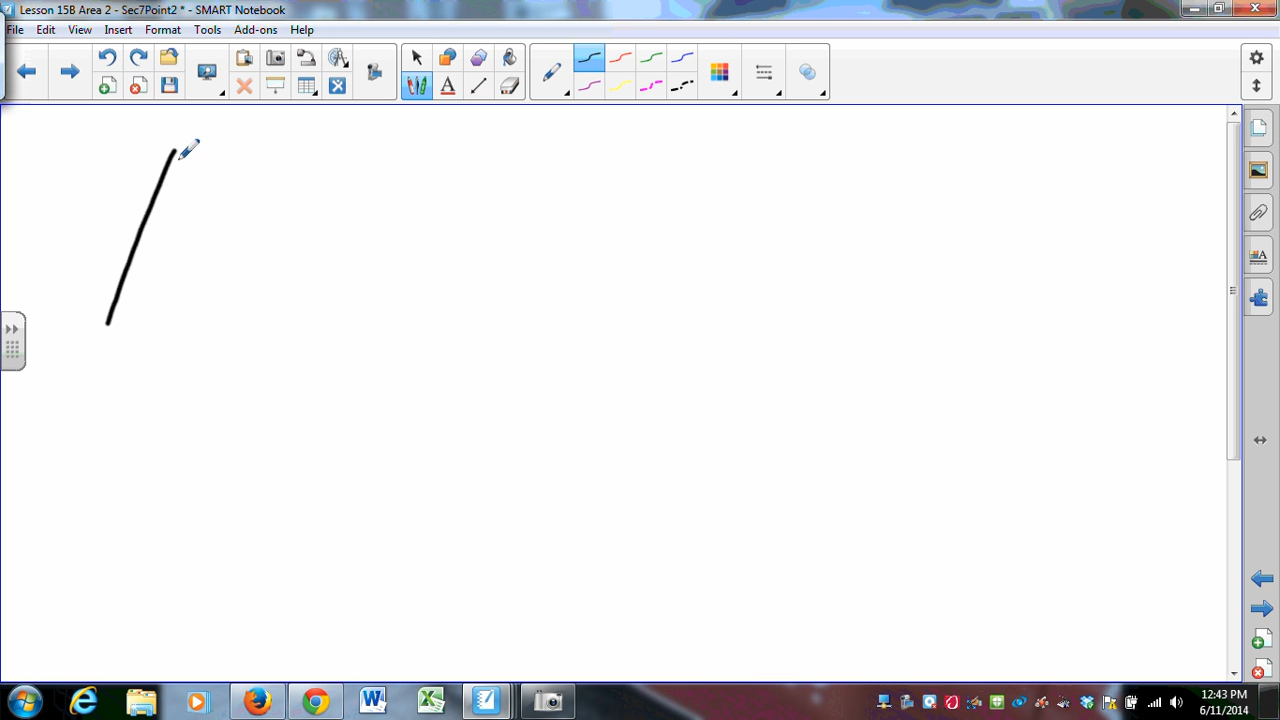 Lesson 15B Area 2 - Sec7Point2 * - SMART Notebook
File Edit View Insert Format Tools Add-ons Help
12:43 PM
6/11/2014